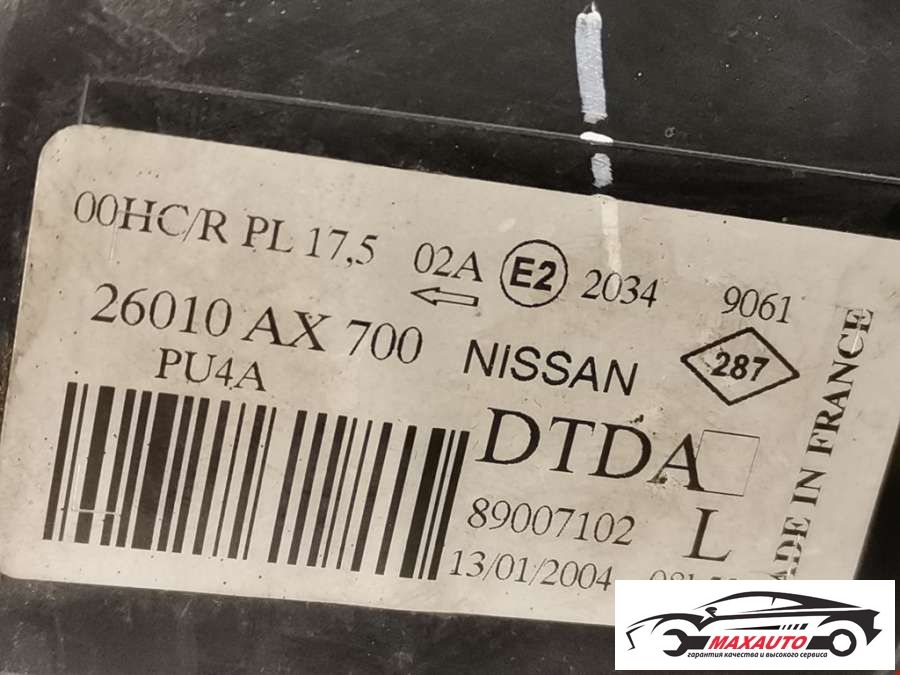 00HC/R PL 17,5 02A E2 2034 9061
26010 AX 700 NISSAN 287
PU4A
DTDA
89007102 L
13/01/2004
MADE IN FRANCE
MAXAUTO
гарантия качества и высокого сервиса